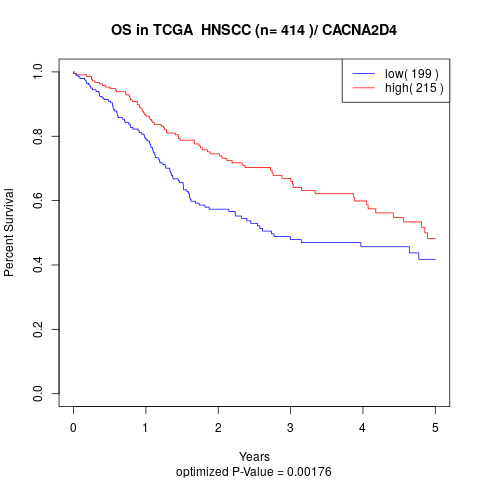 OS in TCGA  HNSCC (n= 414 )/ CACNA2D4
low( 199 )
high( 215 )
Percent Survival
1.0
0.8
0.6
0.4
0.2
0.0
0 1 2 3 4 5
Years
optimized P-Value = 0.00176